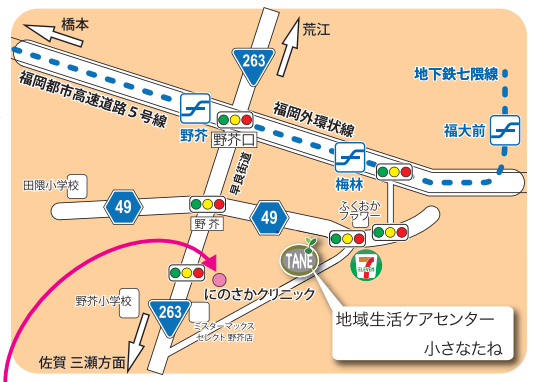 橋本
荒江
263
地下鉄七隈線
福岡都市高速道路５号線
福岡外環状線
野芥
野芥口
福大前
梅林
早良街道
田隈小学校
49
49
ふくおか
フラワー
野芥
TANE
7
ELEVEN
にのさかクリニック
野芥小学校
263
ミスターマックス
セレクト 野芥店
地域生活ケアセンター
小さなたね
佐賀 三瀬方面